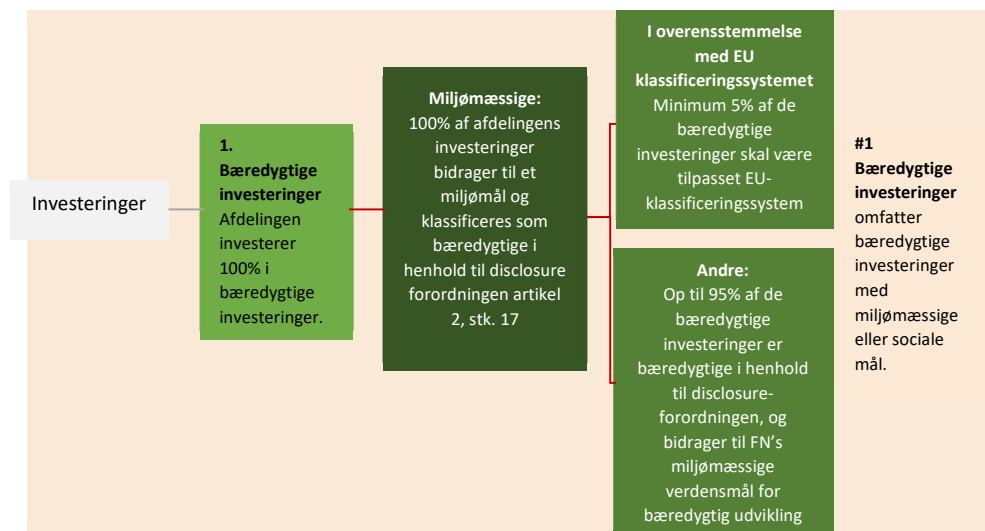 Investeringer
1.
Bæredygtige
investeringer
Afdelingen
investerer
100% i
bæredygtige
investeringer.
Miljømæssige:
100% af afdelingens
investeringer
bidrager til et
miljømål og
klassificeres som
bæredygtige i
henhold til disclosure
forordningen artikel
2, stk. 17
I overensstemmelse
med EU
klassificeringssystemet
Minimum 5% af de
bæredygtige
investeringer skal være
tilpasset EU-
klassificeringssystem
Andre:
Op til 95% af de
bæredygtige
investeringer er
bæredygtige i henhold
til disclosure-
forordningen, og
bidrager til FN’s
miljømæssige
verdensmål for
bæredygtig udvikling
#1
Bæredygtige
investeringer
omfatter
bæredygtige
investeringer
med
miljømæssige
eller sociale
mål.